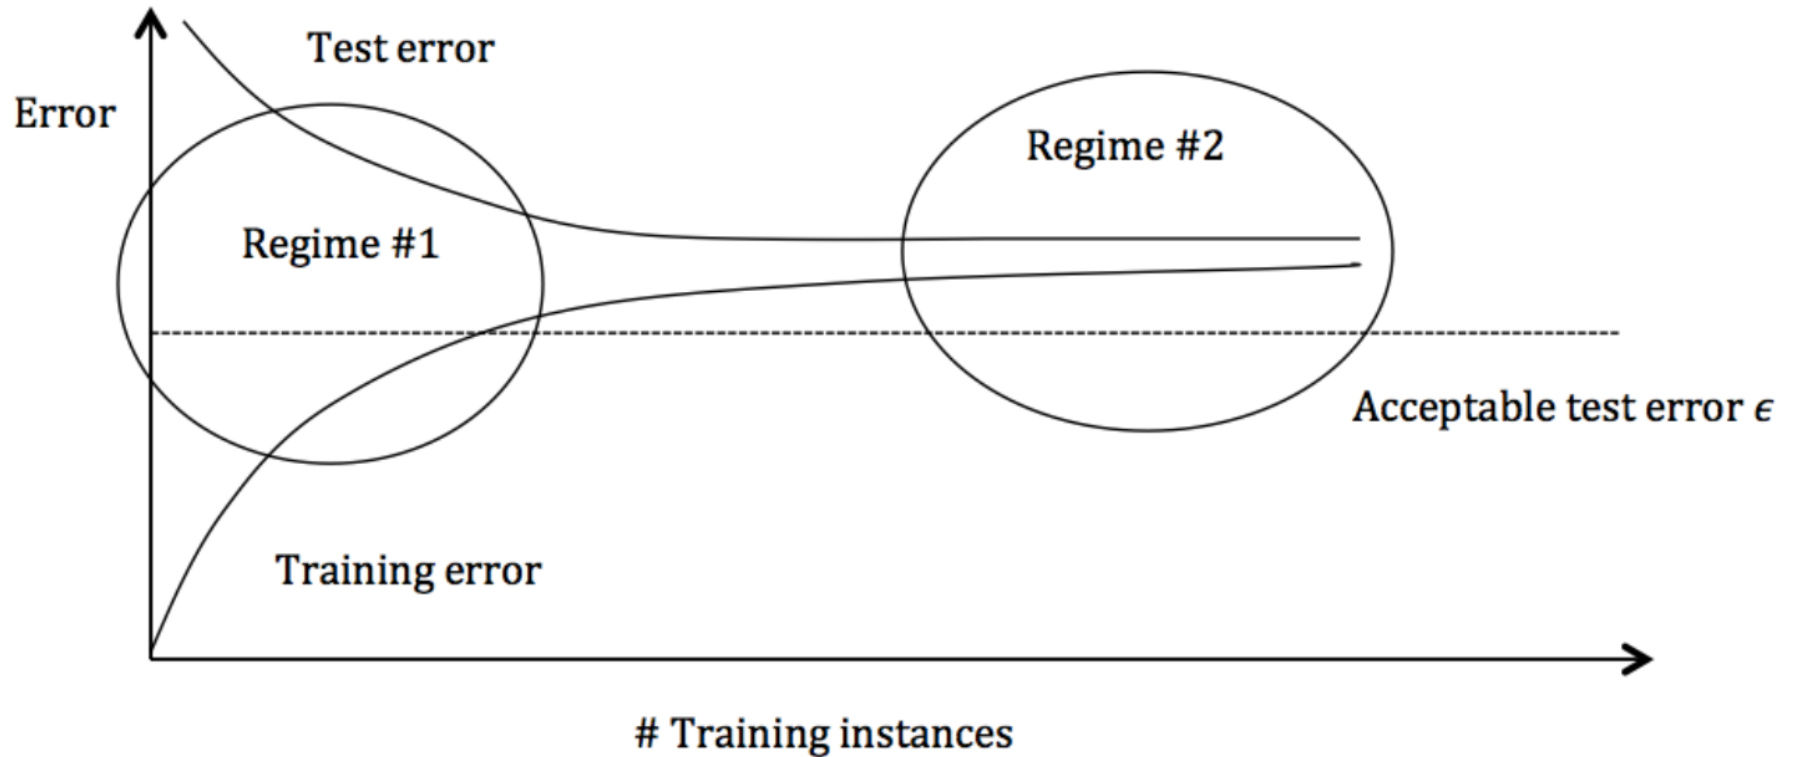 Test error
Error
Regime #2
Regime #1
Acceptable test error ϵ
Training error
# Training instances